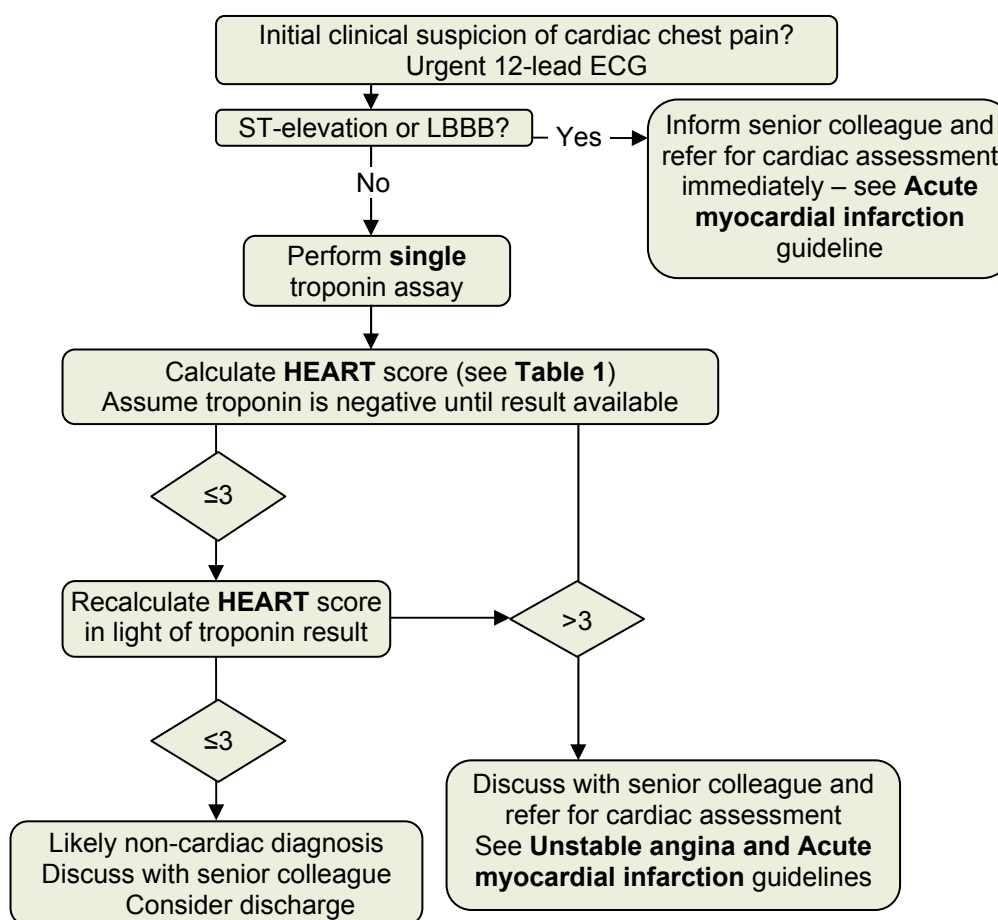 Initial clinical suspicion of cardiac chest pain?
Urgent 12-lead ECG
ST-elevation or LBBB?
Yes
Inform senior colleague and
refer for cardiac assessment
immediately – see Acute
myocardial infarction
guideline
No
Perform single
troponin assay
Calculate HEART score (see Table 1)
Assume troponin is negative until result available
≤3
Recalculate HEART score
in light of troponin result
>3
≤3
Discuss with senior colleague and
refer for cardiac assessment
See Unstable angina and Acute
myocardial infarction guidelines
Likely non-cardiac diagnosis
Discuss with senior colleague
Consider discharge